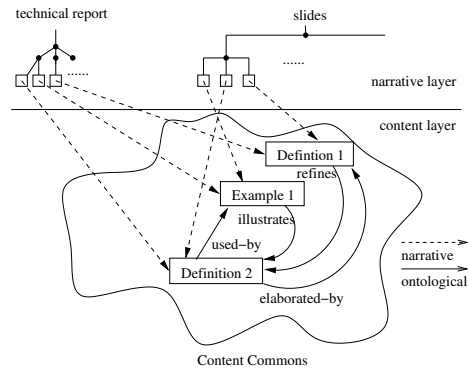 technical report
slides
......
......
narrative layer
content layer
Defintion 1
refines
Example 1
illustrates
used-by
Definition 2
elaborated-by
narrative
ontological
Content Commons